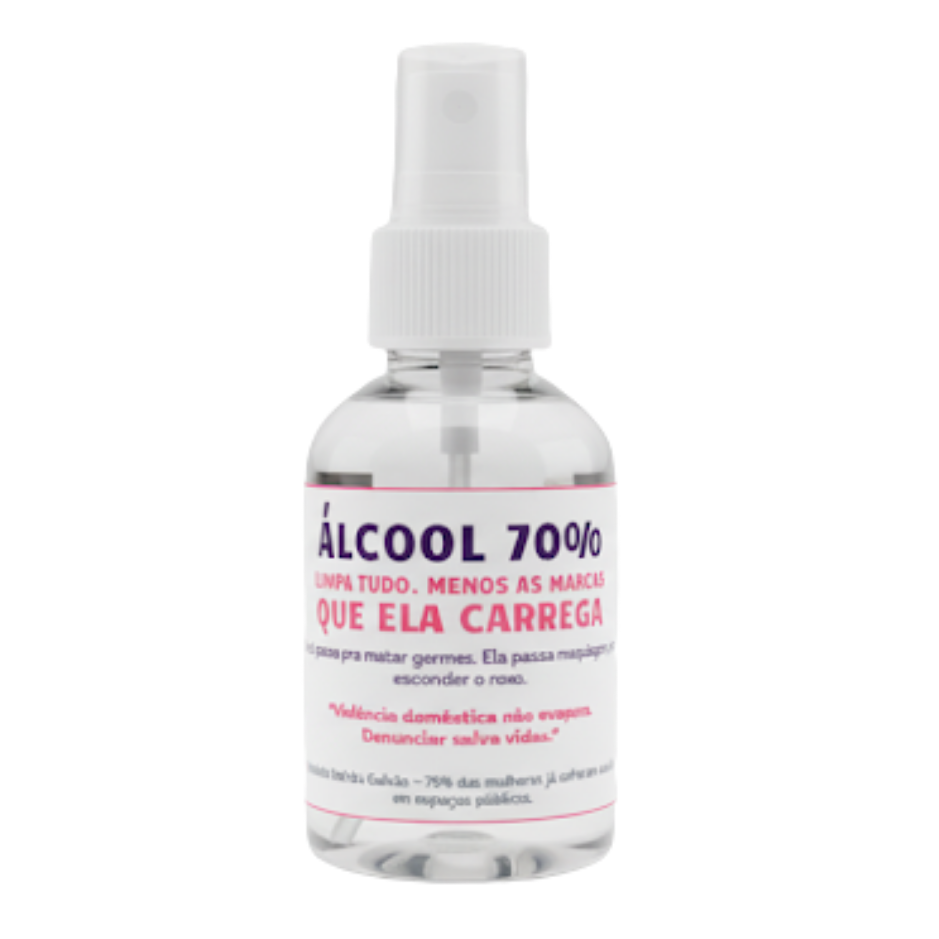 ÁLCOOL 70%
LIMPA TUDO. MENOS AS MARCAS
QUE ELA CARREGA
passa pra matar germes. Ela passa maquiagem
esconder o roxo.
"Violência doméstica não evapora.
Denunciar salva vidas."
Galvão – 75% das mulheres já sofreram
em espaços públicos.